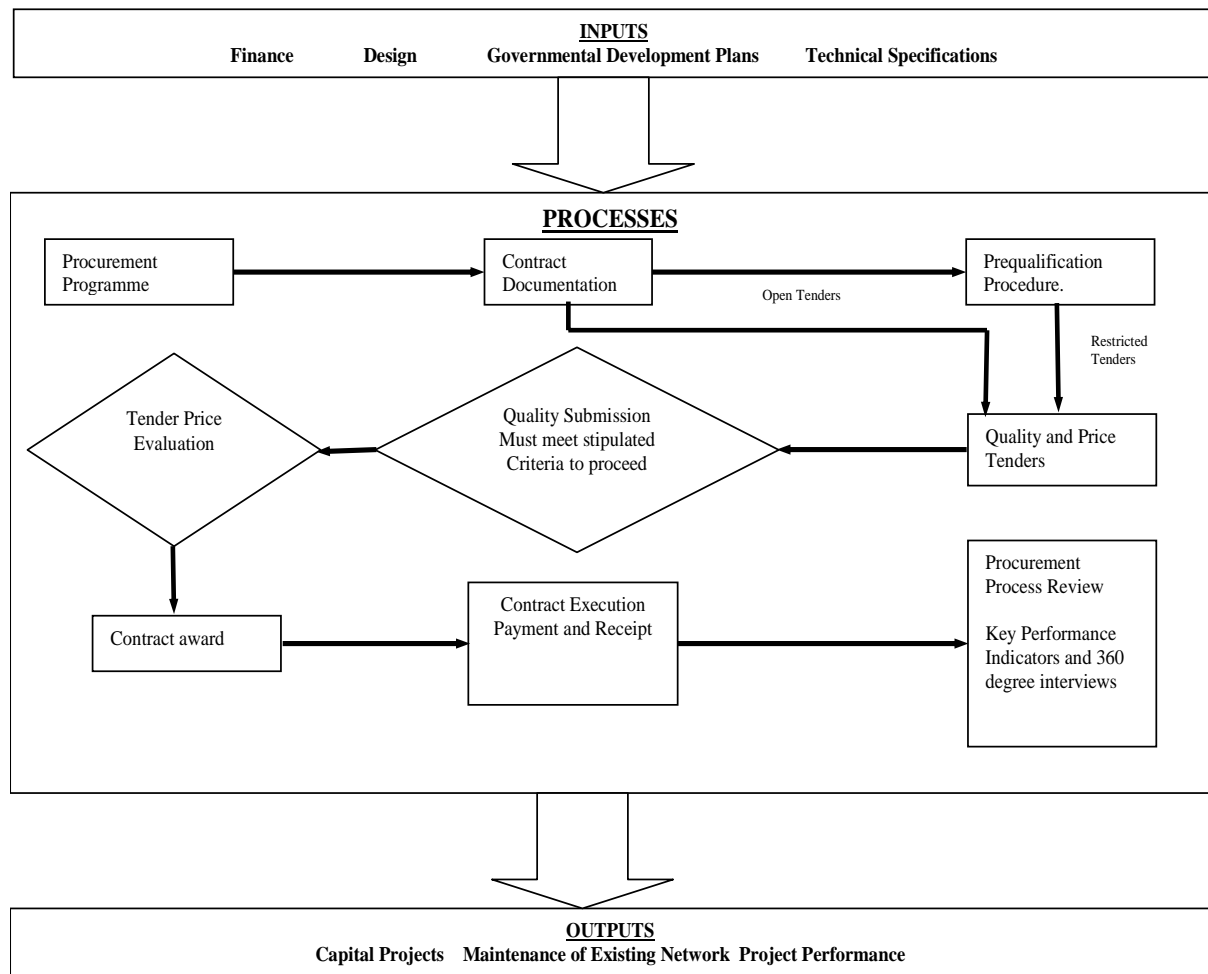 INPUTS
Finance Design Governmental Development Plans Technical Specifications
PROCESSES
Procurement
Programme
Contract
Documentation
Prequalification
Procedure.
Open Tenders
Restricted
Tenders
Tender Price
Evaluation
Quality Submission
Must meet stipulated
Criteria to proceed
Quality and Price
Tenders
Contract award
Contract Execution
Payment and Receipt
Procurement
Process Review
Key Performance
Indicators and 360
degree interviews
OUTPUTS
Capital Projects Maintenance of Existing Network Project Performance